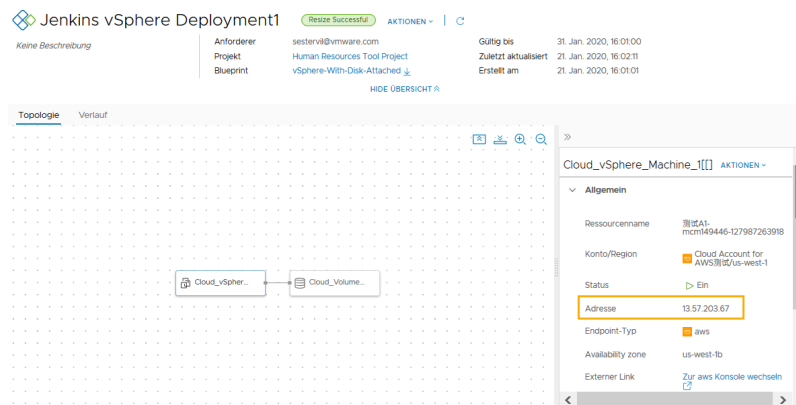 Jenkins vSphere Deployment1 Resize Successful AKTIONEN
Keine Beschreibung
Anforderer sestervil@vmware.com
Projekt Human Resources Tool Project
Blueprint vSphere-With-Disk-Attached
Gültig bis 31. Jan. 2020, 16:01:00
Zuletzt aktualisiert 21. Jan. 2020, 16:02:11
Erstellt am 21. Jan. 2020, 16:01:01
HIDE ÜBERSICHT
Topologie Verlauf
Cloud_vSpher... Cloud_Volume...
Cloud_vSphere_Machine_1[[] AKTIONEN
Allgemein
Ressourcenname 测试A1-
mcm149446-127987263918
Konto/Region Cloud Account for
AWS测试/us-west-1
Status Ein
Adresse 13.57.203.67
Endpoint-Typ aws
Availability zone us-west-1b
Externer Link Zur aws Konsole wechseln